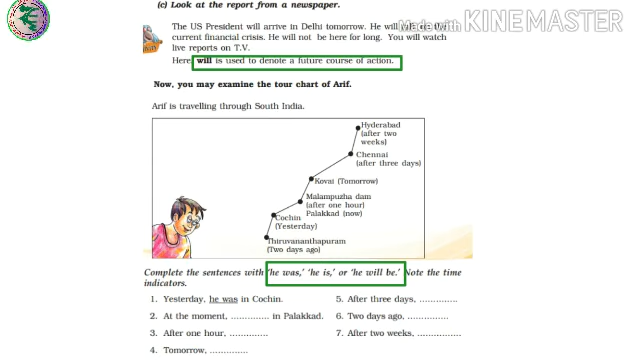 (c) Look at the report from a newspaper.
Made with KINEMASTER
The US President will arrive in Delhi tomorrow. He will
current financial crisis. He will not be here for long. You will watch
live reports on T.V.
Here will is used to denote a future course of action.
Now, you may examine the tour chart of Arif.
Arif is travelling through South India.
Hyderabad
(after two
weeks)
Chennai
(after three days)
Kovai (Tomorrow)
Malampuzha dam
(after one hour)
Palakkad (now)
Cochin
(Yesterday)
Thiruvananthapuram
(Two days ago)
Complete the sentences with 'he was,' 'he is,' or 'he will be.' Note the time
indicators.
1. Yesterday, he was in Cochin.
2. At the moment, .............. in Palakkad.
3. After one hour, ..............
4. Tomorrow, ..............
5. After three days, ..............
6. Two days ago, ...............
7. After two weeks, ................